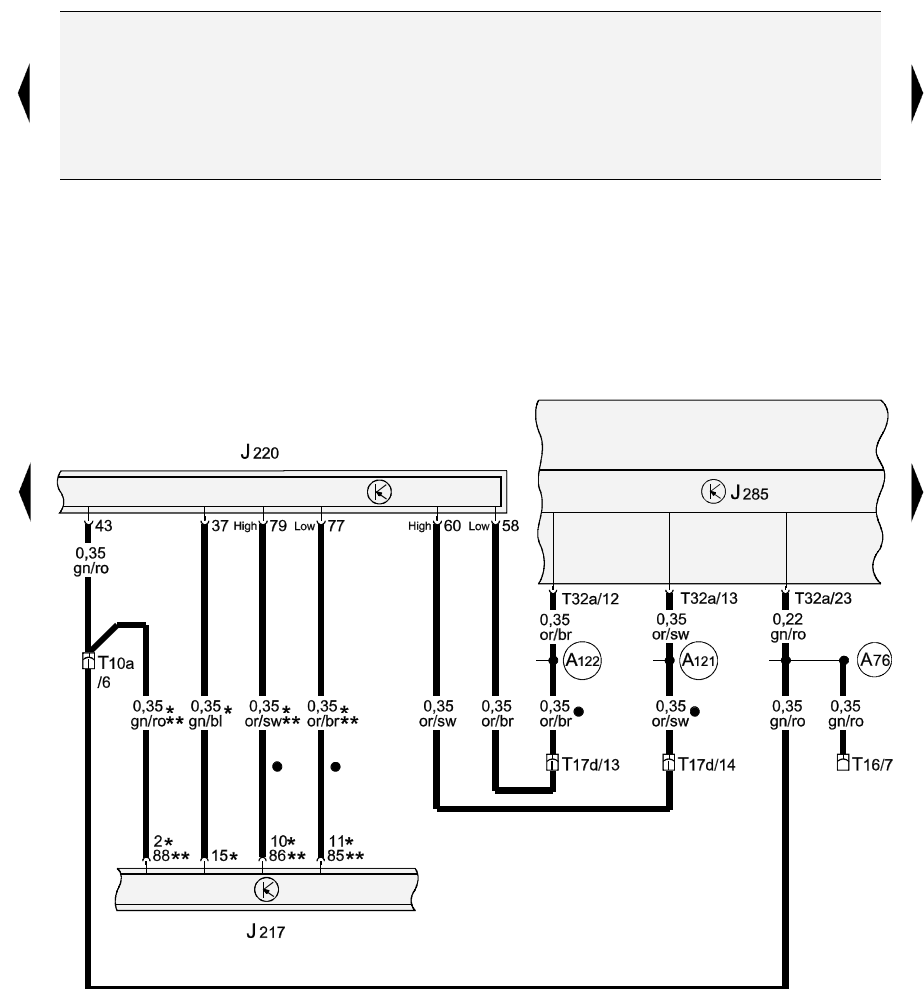 J 220
J 285
43
37
High 79
Low 77
High 60
Low 58
0,35
gn/ro
T32a/12
T32a/13
T32a/23
0,35
or/br
0,35
or/sw
0,22
gn/ro
T10a
/6
A122
A121
A76
0,35*
gn/ro**
0,35*
gn/bl
0,35*
or/sw**
0,35*
or/br**
0,35
or/sw
0,35
or/br
0,35
or/br
0,35
or/sw
0,35
gn/ro
0,35
gn/ro
T17d/13
T17d/14
T16/7
2*
88**
15*
10*
86**
11*
85**
J 217